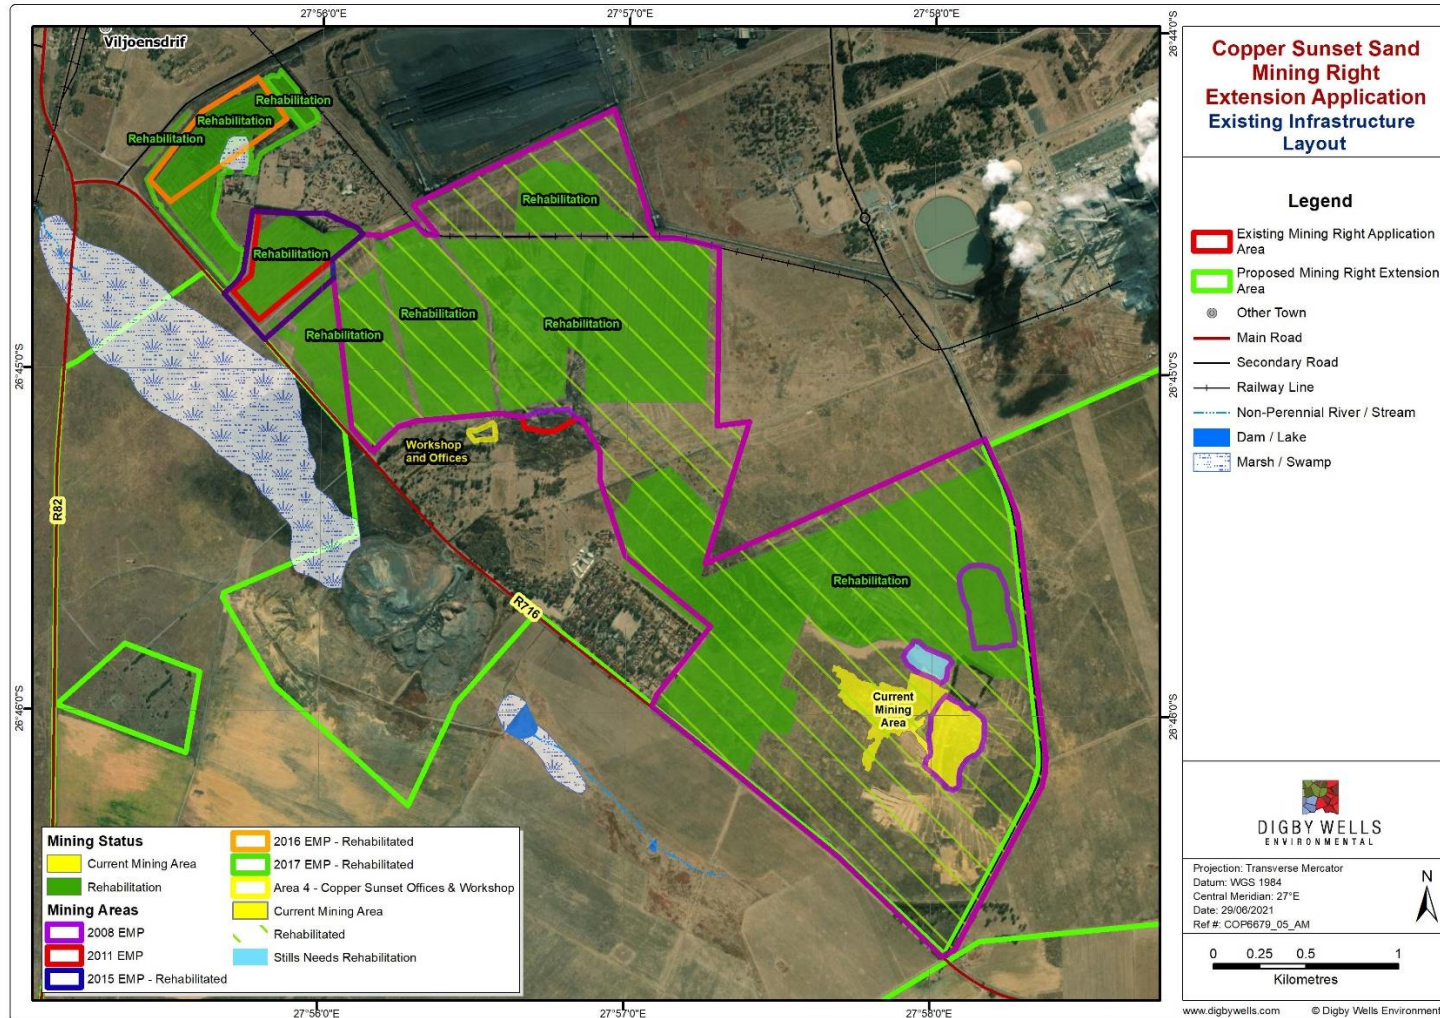 27°56'0"E
27°57'0"E
27°58'0"E
26°44'0"S
26°45'0"S
26°46'0"S
26°45'0"S
26°46'0"S
27°56'0"E
27°57'0"E
27°58'0"E
Viljoensdrif
Rehabilitation
Rehabilitation
Rehabilitation
Rehabilitation
Rehabilitation
Rehabilitation
Rehabilitation
Rehabilitation
Workshop
and Offices
R82
R716
Rehabilitation
Current
Mining
Area
Mining Status
Current Mining Area
Rehabilitation
Mining Areas
2008 EMP
2011 EMP
2015 EMP - Rehabilitated
2016 EMP - Rehabilitated
2017 EMP - Rehabilitated
Area 4 - Copper Sunset Offices & Workshop
Current Mining Area
Rehabilitated
Stills Needs Rehabilitation
Copper Sunset Sand
Mining Right
Extension Application
Existing Infrastructure
Layout
Legend
Existing Mining Right Application
Area
Proposed Mining Right Extension
Area
Other Town
Main Road
Secondary Road
Railway Line
Non-Perennial River / Stream
Dam / Lake
Marsh / Swamp
DIGBY WELLS
ENVIRONMENTAL
Projection: Transverse Mercator
Datum: WGS 1984
Central Meridian: 27°E
Date: 29/06/2021
Ref #: COP6679_05_AM
N
0 0.25 0.5 1
Kilometres
www.digbywells.com © Digby Wells Environment